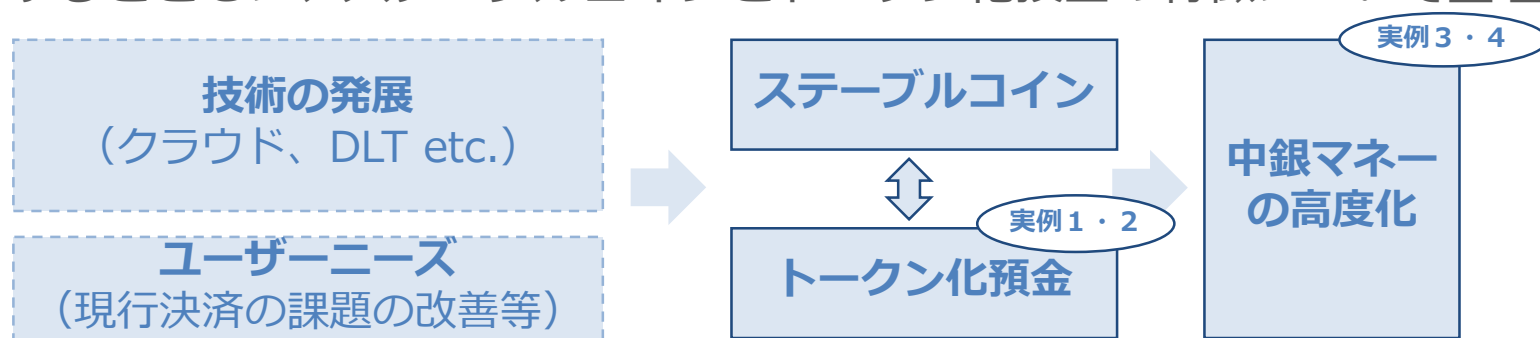 技術の発展
（クラウド、DLT etc.）
ユーザーニーズ
（現行決済の課題の改善等）
ステーブルコイン
実例１・２
トークン化預金
実例３・４
中銀マネー
の高度化